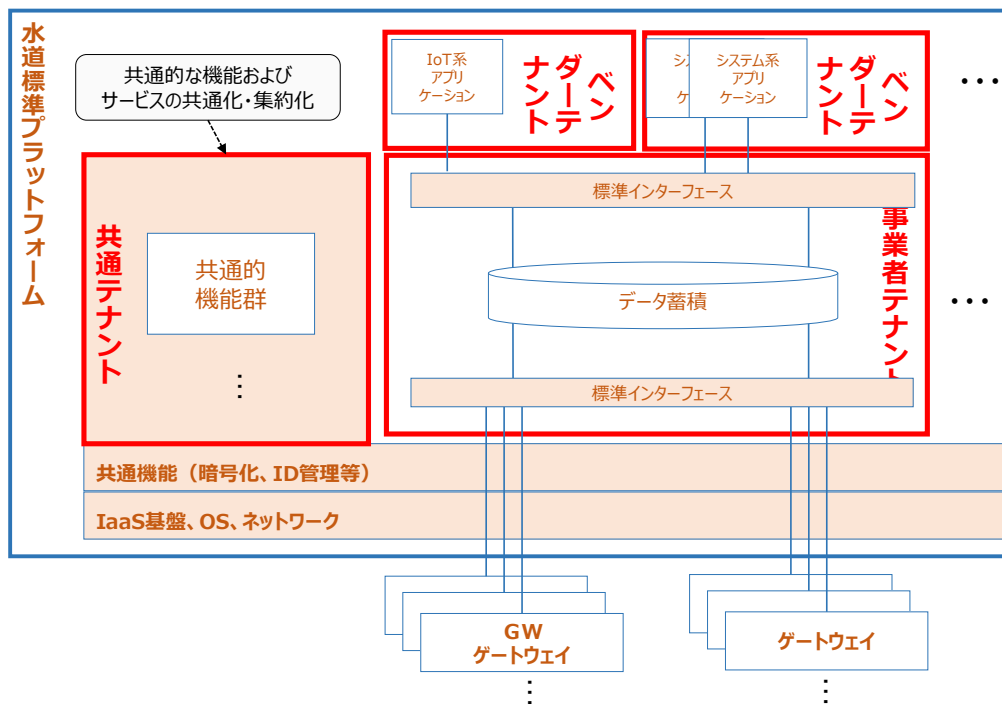 水道標準プラットフォーム
共通的な機能および
サービスの共通化・集約化
IoT系
アプリ
ケーション
ベン
ダーテ
ナント
シス
ケ
システム系
アプリ
ケーション
ベン
ダーテ
ナント
…
共通テナント
共通的
機能群
⋮
標準インターフェース
データ蓄積
標準インターフェース
事業者テナント
…
共通機能（暗号化、ID管理等）
IaaS基盤、OS、ネットワーク
GW
ゲートウェイ
⋮
ゲートウェイ
⋮